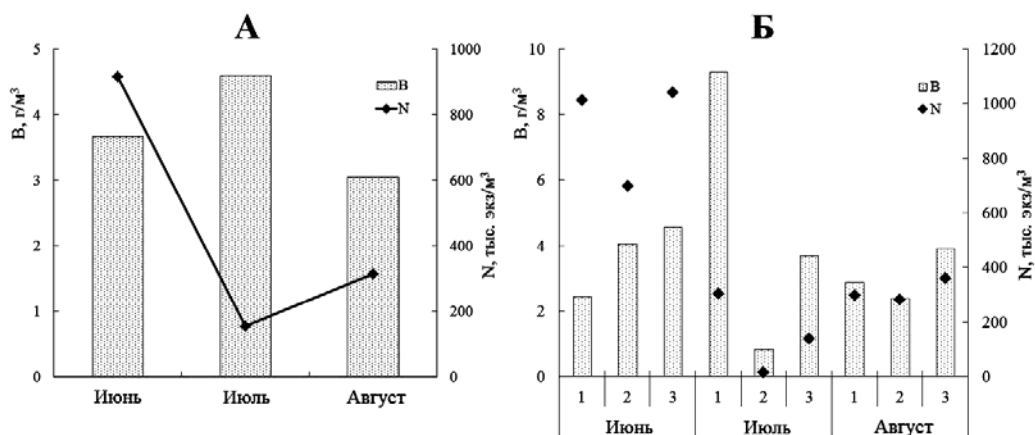 А
Б
В, г/м³
5
4
3
2
1
0
1000
800
600
400
200
0
N, тыс. экз/м³
В
N
Июнь
Июль
Август
В, г/м³
10
8
6
4
2
0
1200
1000
800
600
400
200
0
N, тыс. экз/м³
В
N
1 2 3 1 2 3 1 2 3
Июнь Июль Август